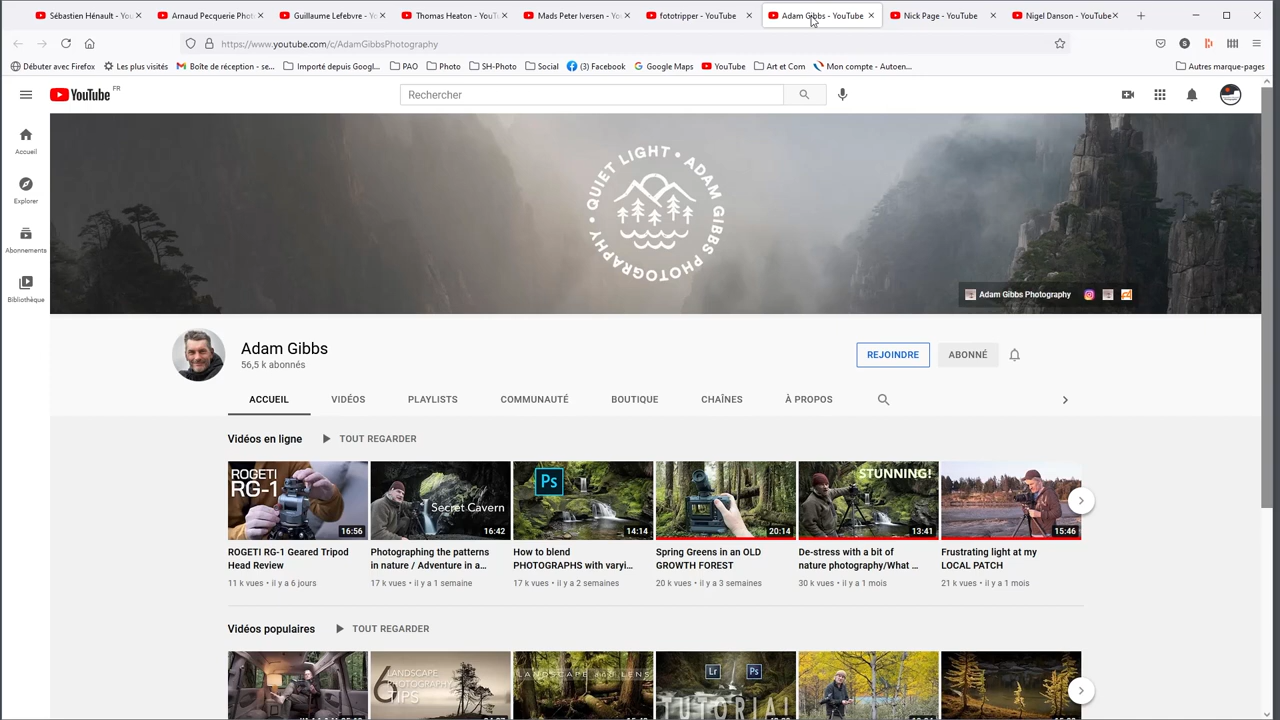 Sébastien Hénault - You
Arnaud Pecquerie Phot
Guillaume Lefebvre - Yo
Thomas Heaton - YouTu
Mads Peter Iversen - Yo
fototripper - YouTube
Adam Gibbs - YouTube
Nick Page - YouTube
Nigel Danson - YouTube
https://www.youtube.com/c/AdamGibbsPhotography
Débuter avec Firefox
Les plus visités
Boîte de réception - se...
Importé depuis Googl...
PAO
Photo
SH-Photo
Social
(3) Facebook
Google Maps
YouTube
Art et Com
Mon compte - Autoen...
Autres marque-pages
YouTube FR
Rechercher
Accueil
Explorer
Abonnements
Bibliothèque
QUIET LIGHT • ADAM GIBBS PHOTOGRAPHY •
Adam Gibbs Photography
Adam Gibbs
56,5 k abonnés
REJOINDRE
ABONNÉ
ACCUEIL
VIDÉOS
PLAYLISTS
COMMUNAUTÉ
BOUTIQUE
CHAÎNES
À PROPOS
Vidéos en ligne
TOUT REGARDER
ROGETI
RG-1
16:56
Secret Cavern
16:42
Ps
14:14
20:14
STUNNING!
13:41
15:46
ROGETI RG-1 Geared Tripod
Head Review
11 k vues • il y a 6 jours
Photographing the patterns
in nature / Adventure in a...
17 k vues • il y a 1 semaine
How to blend
PHOTOGRAPHS with varyi...
17 k vues • il y a 2 semaines
Spring Greens in an OLD
GROWTH FOREST
20 k vues • il y a 3 semaines
De-stress with a bit of
nature photography/What ...
30 k vues • il y a 1 mois
Frustrating light at my
LOCAL PATCH
21 k vues • il y a 1 mois
Vidéos populaires
TOUT REGARDER
6 LANDSCAPE
PHOTOGRAPHY
TIPS
LANDSCAPE and LENS
Lr
Ps
TUTORIAL